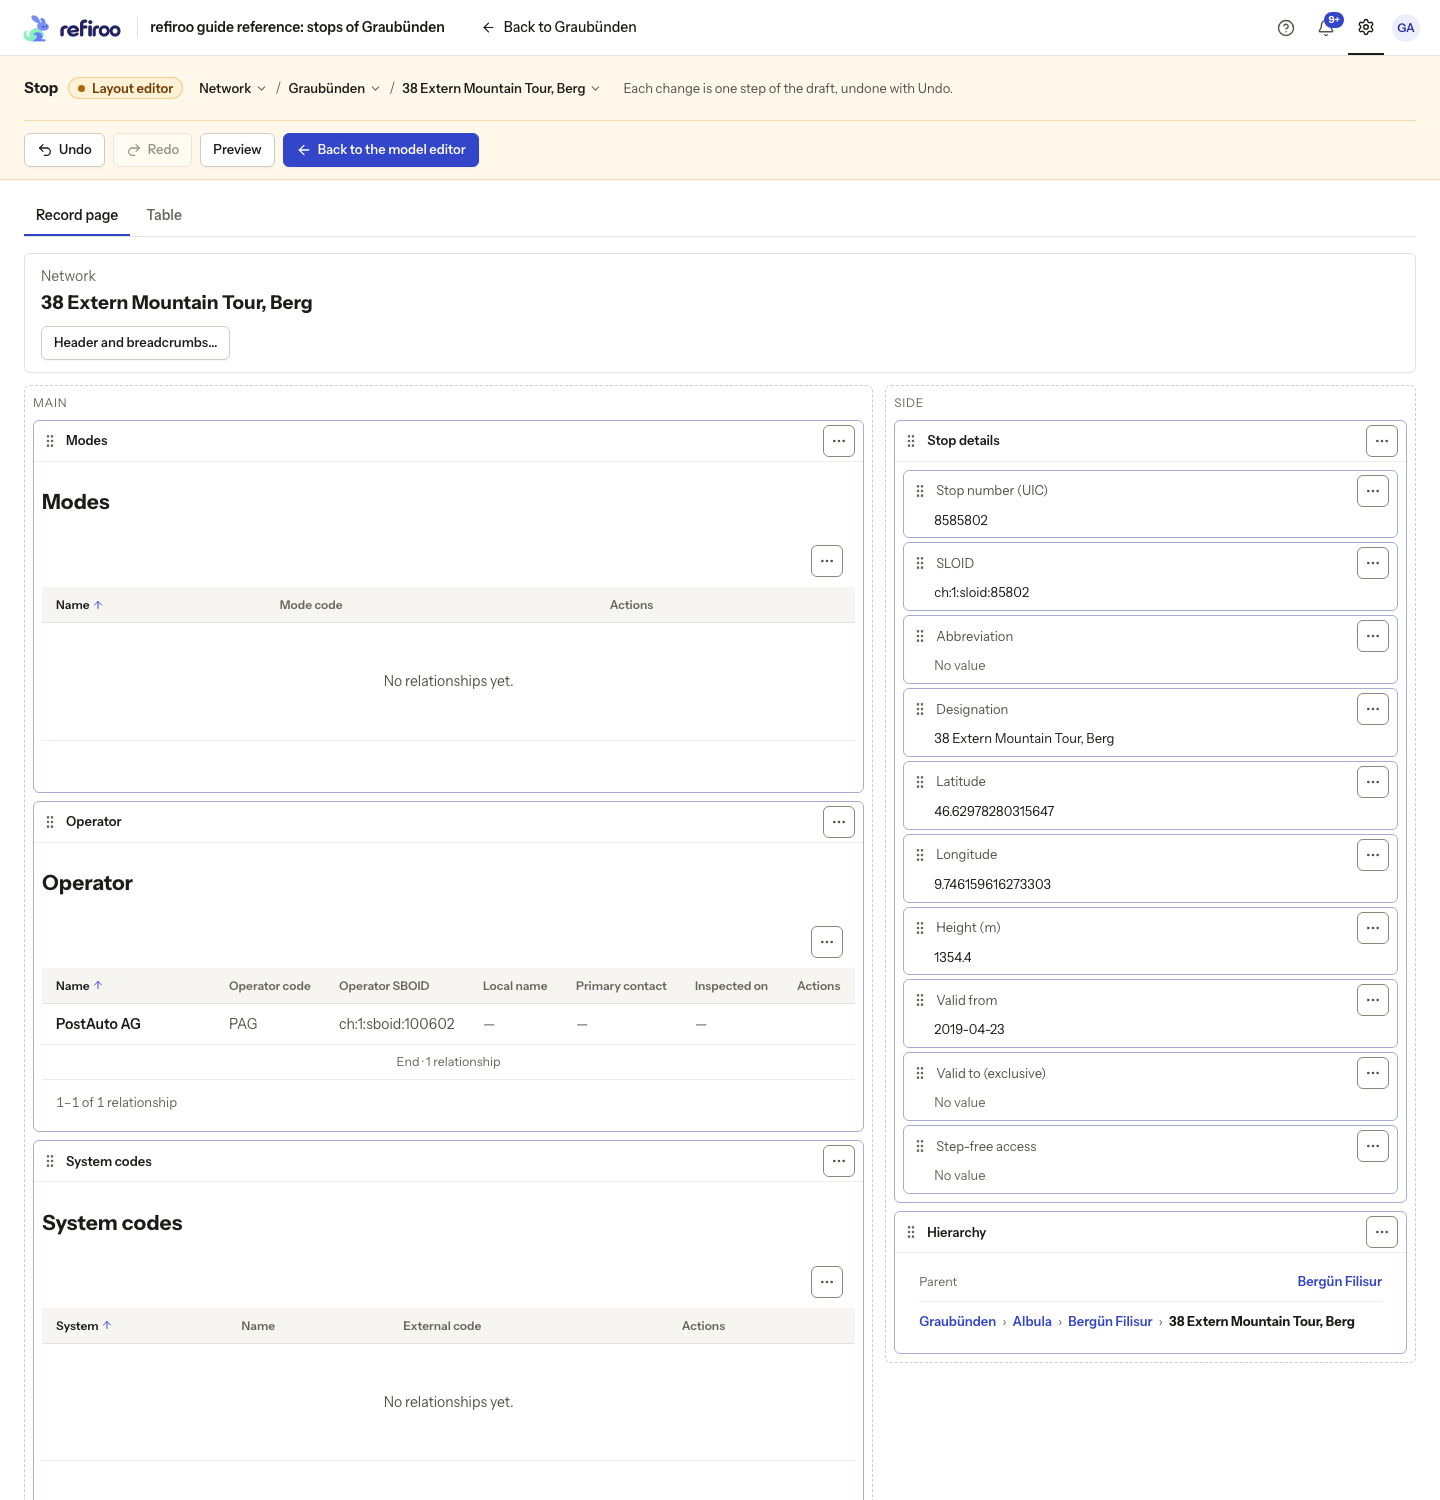 refiroo
refiroo guide reference: stops of Graubünden
← Back to Graubünden
9+
GA
Stop
Layout editor
Network / Graubünden / 38 Extern Mountain Tour, Berg
Each change is one step of the draft, undone with Undo.
Undo
Redo
Preview
← Back to the model editor
Record page
Table
Network
38 Extern Mountain Tour, Berg
Header and breadcrumbs...
MAIN
Modes
Modes
Name ↑ Mode code Actions
No relationships yet.
Operator
Operator
Name ↑ Operator code Operator SBOID Local name Primary contact Inspected on Actions
PostAuto AG PAG ch:1:sboid:100602 — — —
End · 1 relationship
1–1 of 1 relationship
System codes
System codes
System ↑ Name External code Actions
No relationships yet.
SIDE
Stop details
Stop number (UIC)
8585802
SLOID
ch:1:sloid:85802
Abbreviation
No value
Designation
38 Extern Mountain Tour, Berg
Latitude
46.62978280315647
Longitude
9.746159616273303
Height (m)
1354.4
Valid from
2019-04-23
Valid to (exclusive)
No value
Step-free access
No value
Hierarchy
Parent Bergün Filisur
Graubünden › Albula › Bergün Filisur › 38 Extern Mountain Tour, Berg